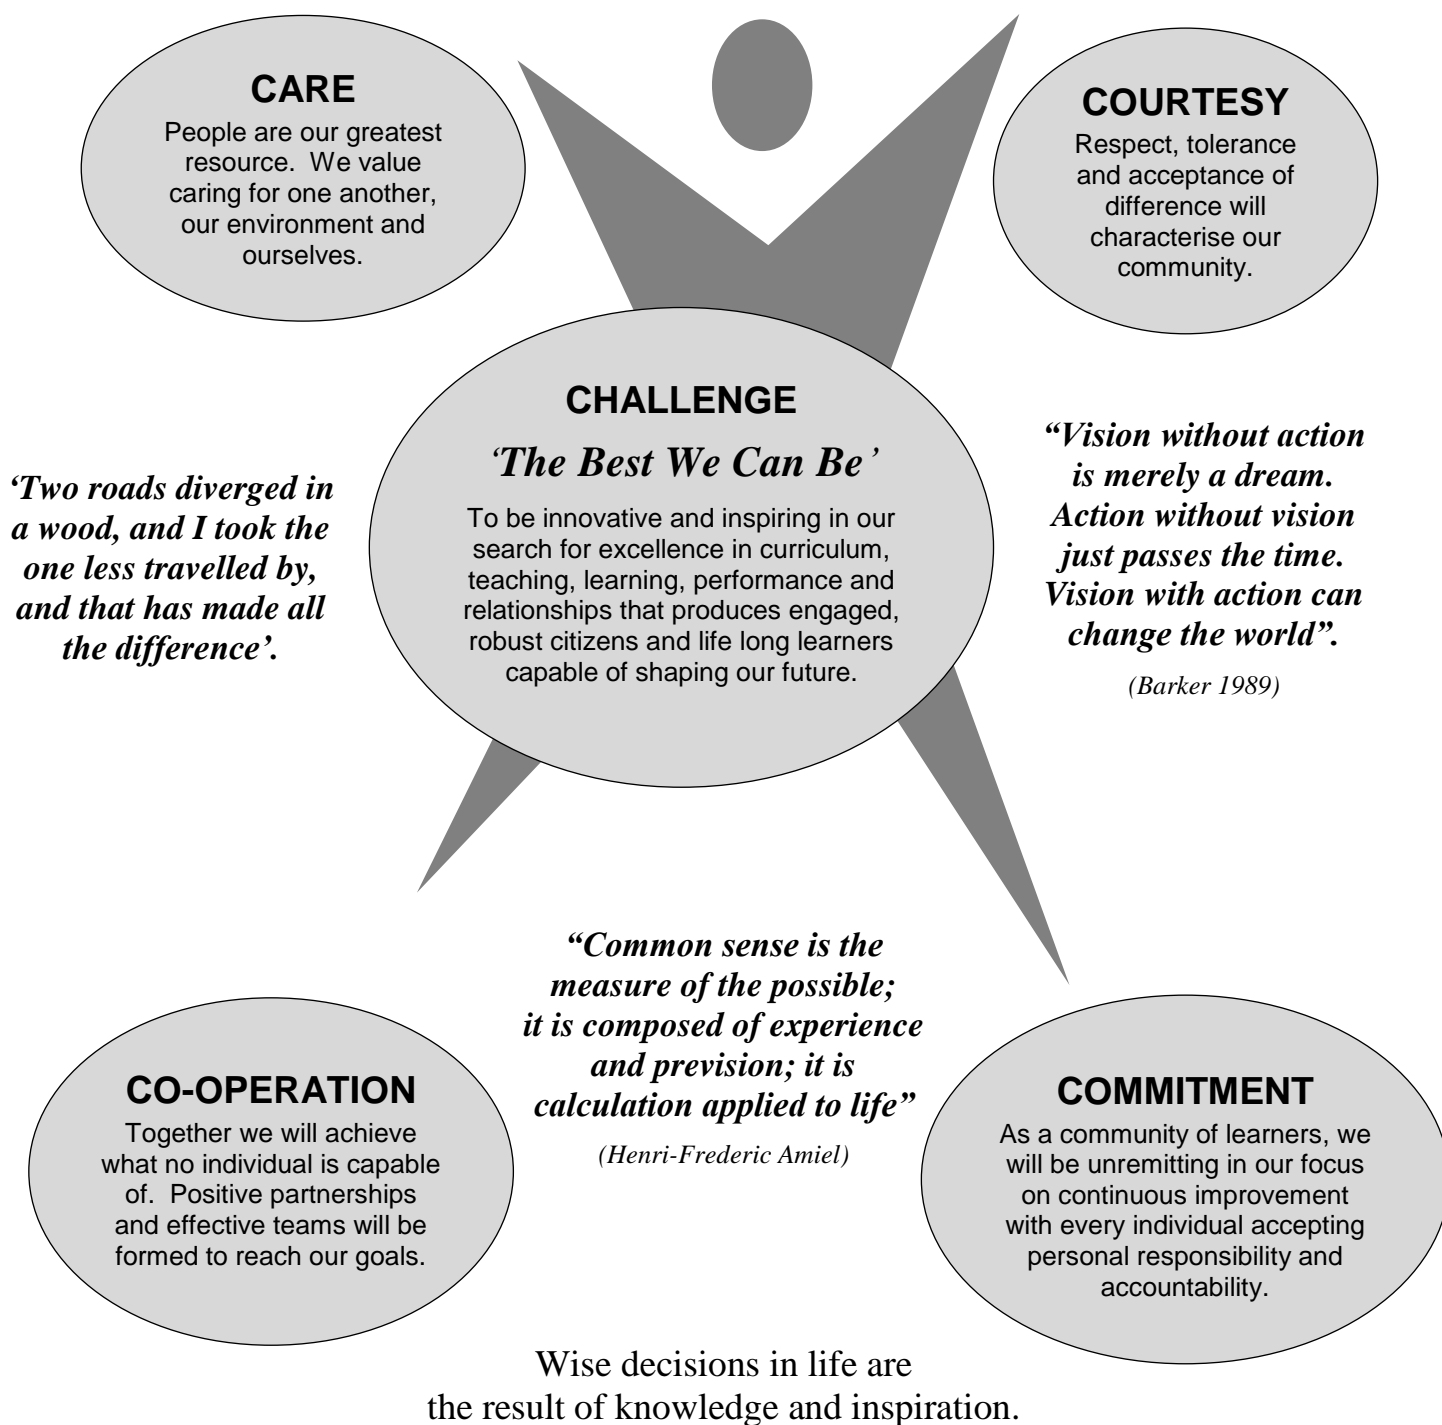 CARE
People are our greatest
resource.  We value
caring for one another,
our environment and
ourselves.
COURTESY
Respect, tolerance
and acceptance of
difference will
characterise our
community.
CHALLENGE
‘The Best We Can Be’
To be innovative and inspiring in our
search for excellence in curriculum,
teaching, learning, performance and
relationships that produces engaged,
robust citizens and life long learners
capable of shaping our future.
‘Two roads diverged in
a wood, and I took the
one less travelled by,
and that has made all
the difference’.
“Vision without action
is merely a dream.
Action without vision
just passes the time.
Vision with action can
change the world”.
(Barker 1989)
“Common sense is the
measure of the possible;
it is composed of experience
and prevision; it is
calculation applied to life”
(Henri-Frederic Amiel)
CO-OPERATION
Together we will achieve
what no individual is capable
of.  Positive partnerships
and effective teams will be
formed to reach our goals.
COMMITMENT
As a community of learners, we
will be unremitting in our focus
on continuous improvement
with every individual accepting
personal responsibility and
accountability.
Wise decisions in life are
the result of knowledge and inspiration.